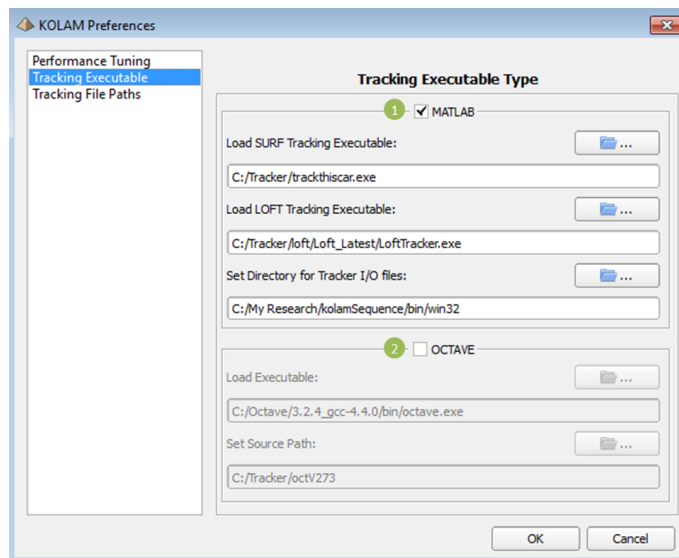 KOLAM Preferences
Performance Tuning
Tracking Executable
Tracking File Paths
Tracking Executable Type
1 MATLAB
Load SURF Tracking Executable:
...
C:/Tracker/trackthiscar.exe
Load LOFT Tracking Executable:
...
C:/Tracker/loft/Loft_Latest/LoftTracker.exe
Set Directory for Tracker I/O files:
...
C:/My Research/kolamSequence/bin/win32
2 OCTAVE
Load Executable:
...
C:/Octave/3.2.4_gcc-4.4.0/bin/octave.exe
Set Source Path:
...
C:/Tracker/octV273
OK Cancel